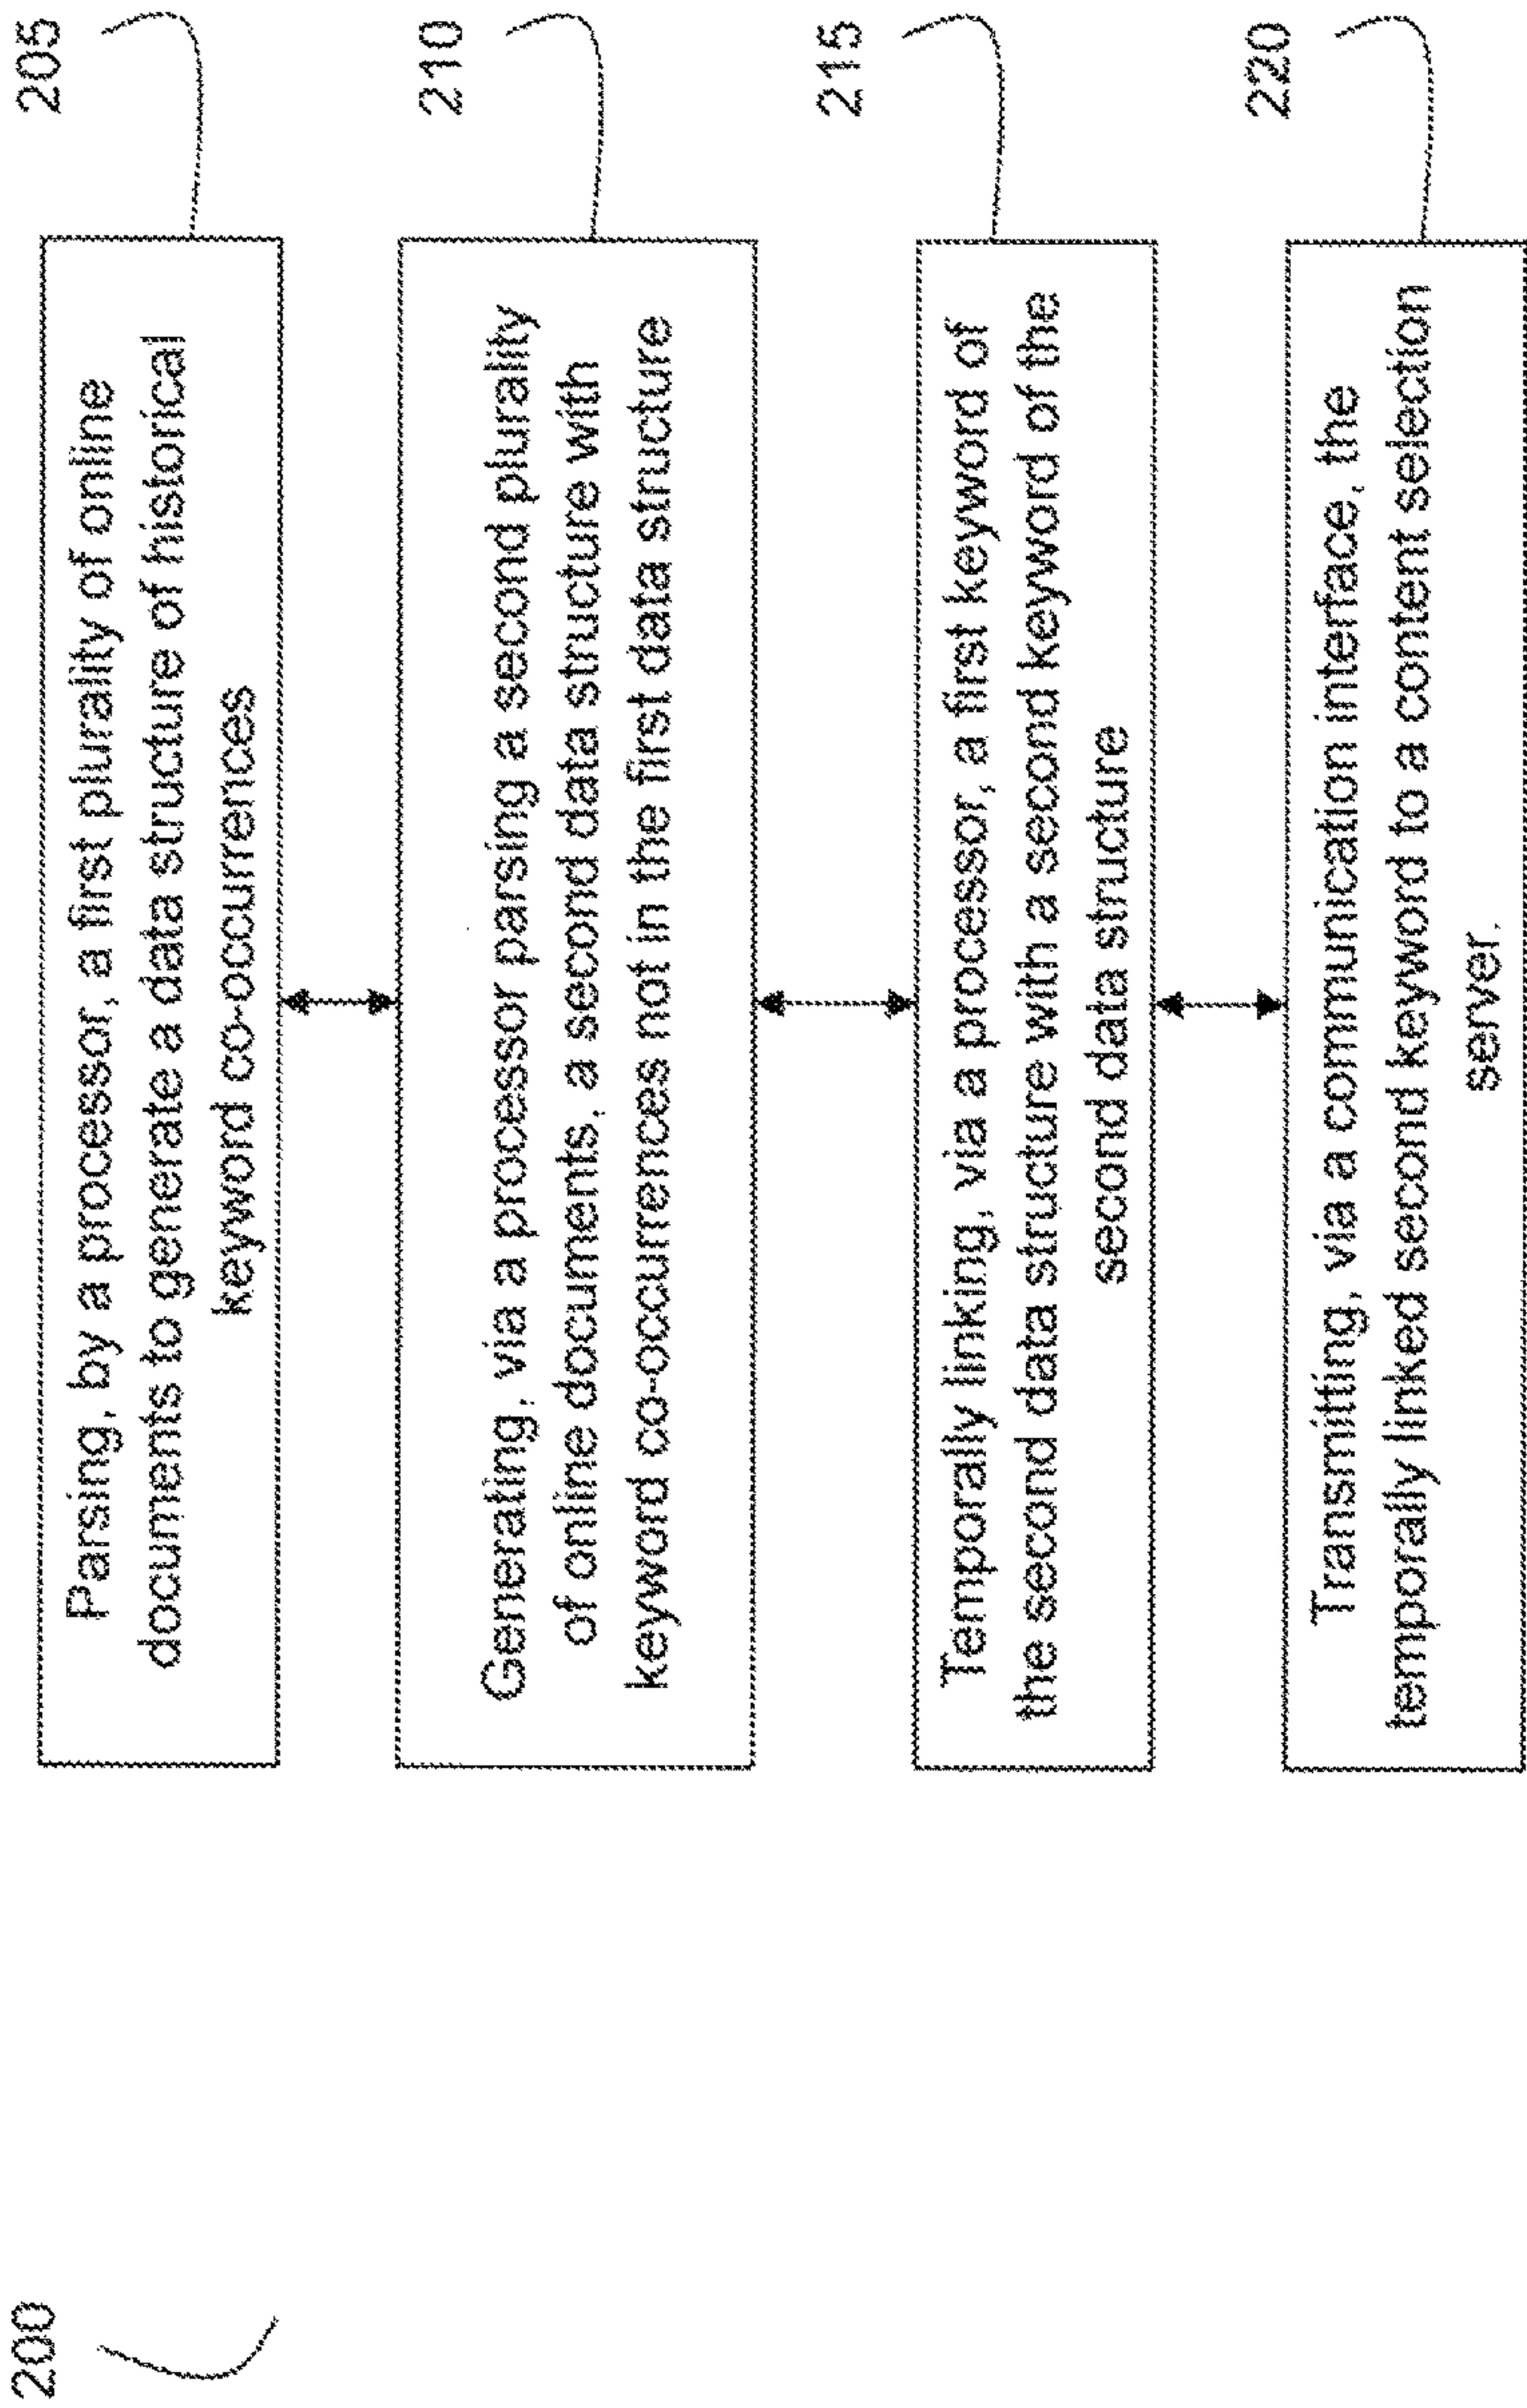 200
205
Parsing, by a processor, a first plurality of online
documents to generate a data structure of historical
keyword co-occurrences
210
Generating, via a processor parsing a second plurality
of online documents, a second data structure with
keyword co-occurrences not in the first data structure
215
Temporally linking, via a processor, a first keyword of
the second data structure with a second keyword of the
second data structure
220
Transmitting, via a communication interface, the
temporally linked second keyword to a content selection
server.